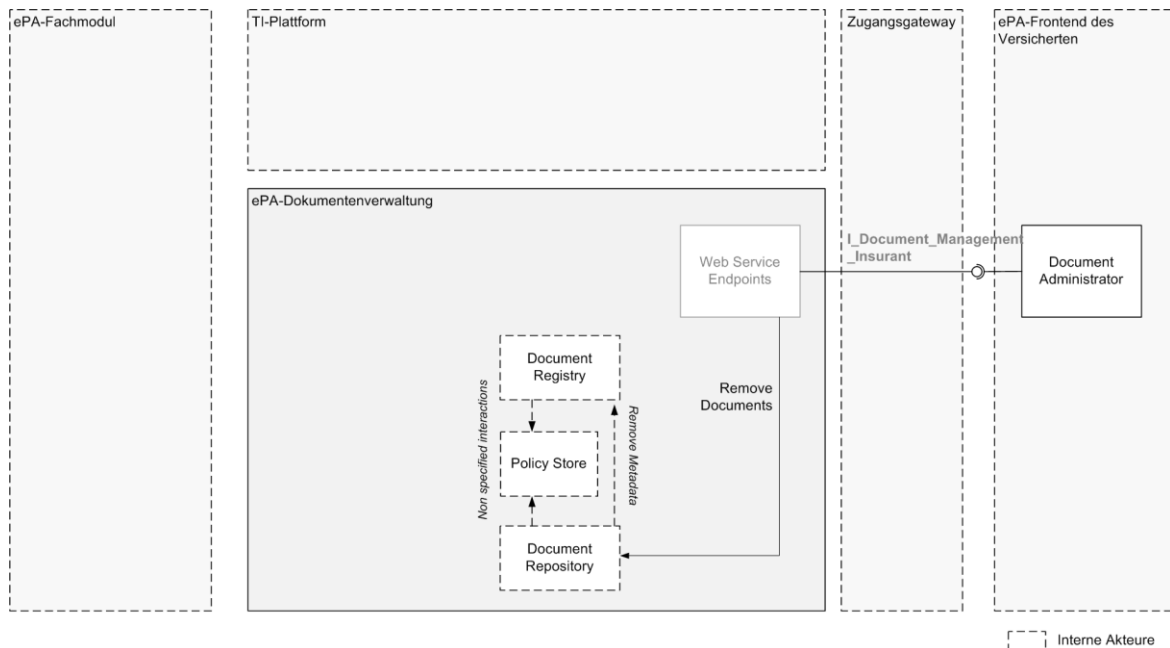 ePA-Fachmodul
TI-Plattform
Zugangsgateway
ePA-Frontend des
Versicherten
ePA-Dokumentenverwaltung
Web Service
Endpoints
I_Document_Management
_Insurant
Document
Administrator
Document
Registry
Remove
Documents
Non specified interactions
Policy Store
Remove Metadata
Document
Repository
Interne Akteure